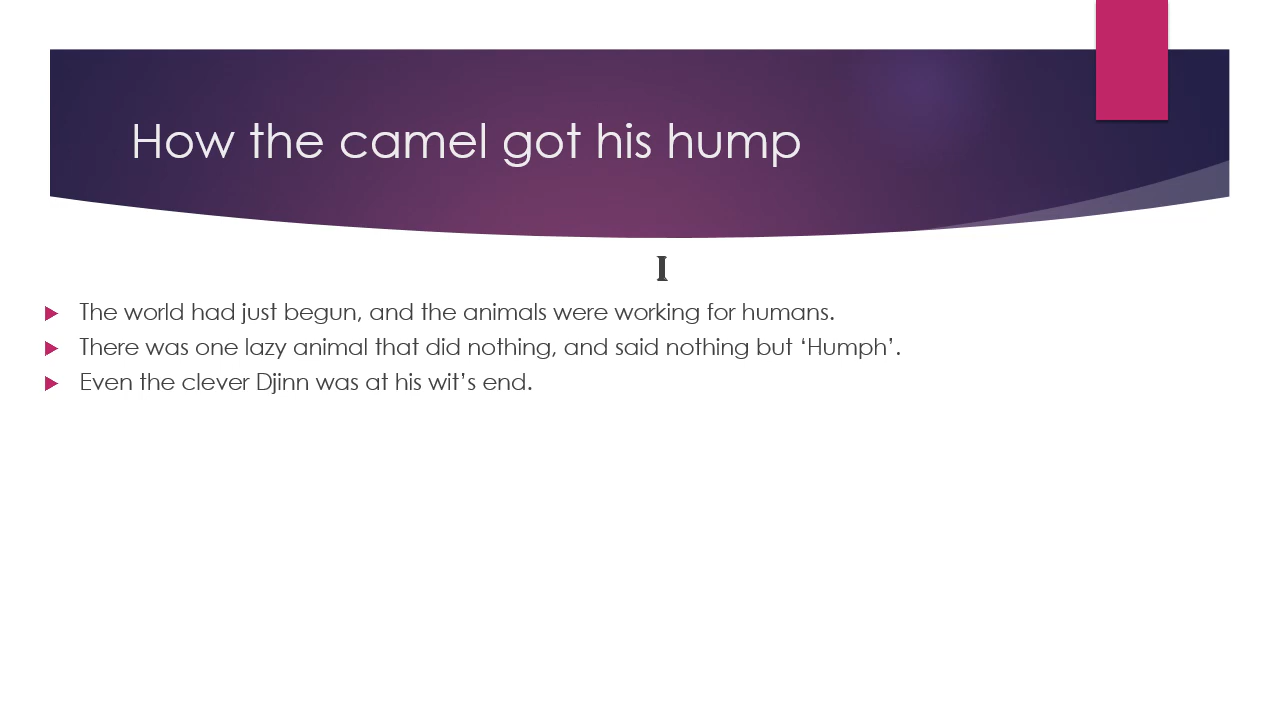 How the camel got his hump
I
The world had just begun, and the animals were working for humans.
There was one lazy animal that did nothing, and said nothing but ‘Humph’.
Even the clever Djinn was at his wit’s end.